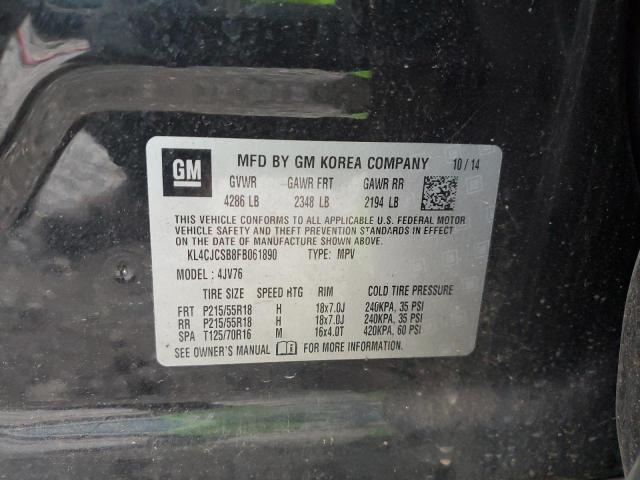 GM MFD BY GM KOREA COMPANY 10 / 14
GVWR GAWR FRT GAWR RR
4286 LB 2348 LB 2194 LB
THIS VEHICLE CONFORMS TO ALL APPLICABLE U.S. FEDERAL MOTOR
VEHICLE SAFETY AND THEFT PREVENTION STANDARDS IN EFFECT ON
THE DATE OF MANUFACTURE SHOWN ABOVE.
KL4CJCSB8FB061890 TYPE: MPV
MODEL : 4JV76
TIRE SIZE SPEED RTG RIM COLD TIRE PRESSURE
FRT P215/55R18 H 18x7.0J 240KPA, 35 PSI
RR P215/55R18 H 18x7.0J 240KPA, 35 PSI
SPA T125/70R16 M 16x4.0T 420KPA, 60 PSI
SEE OWNER'S MANUAL FOR MORE INFORMATION.